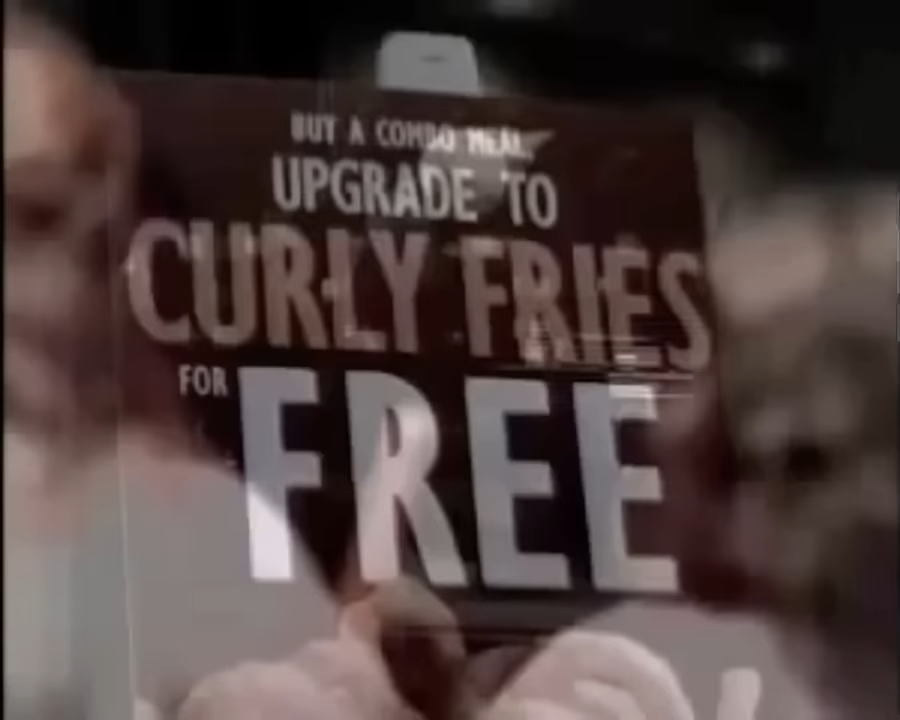 BUY A COMBO MEAL,
UPGRADE TO
CURLY FRIES
FOR FREE